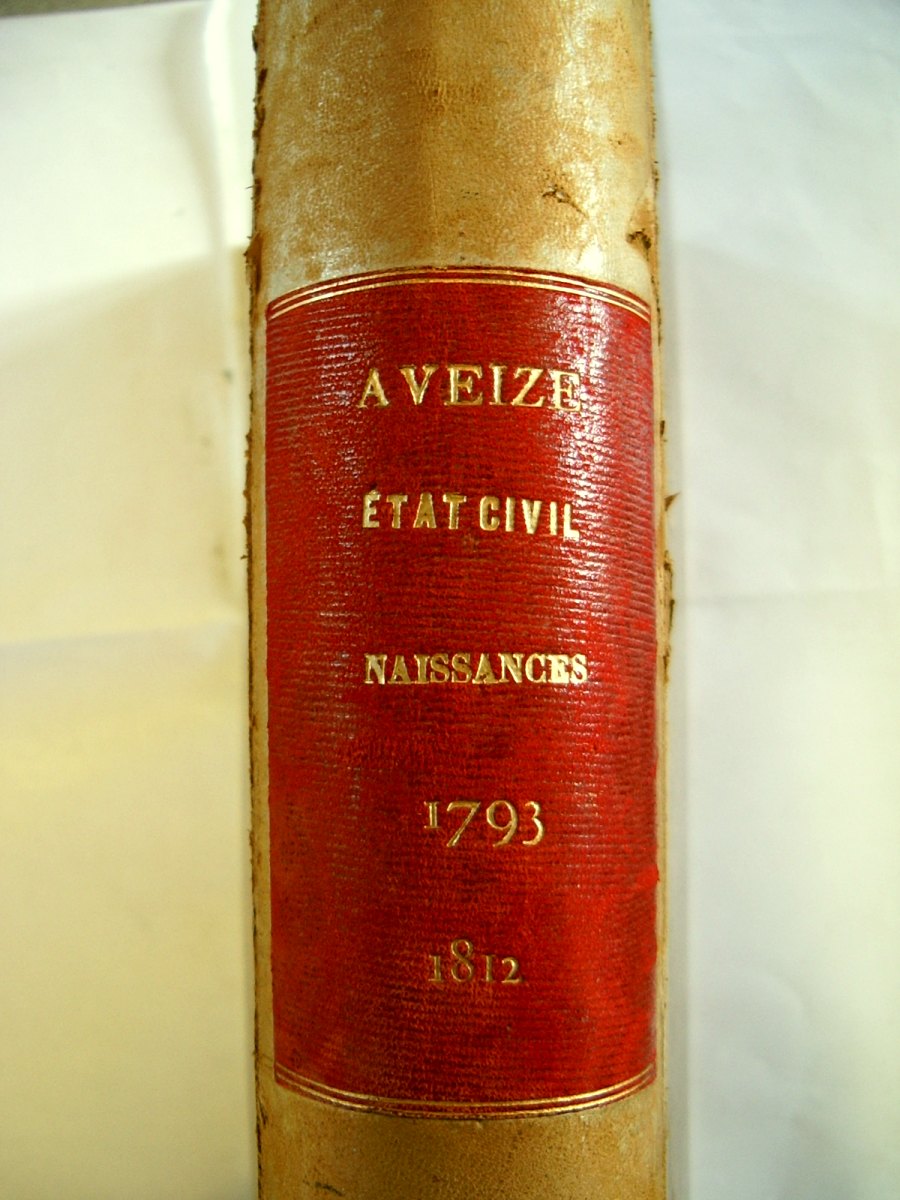 AVEIZE
ÉTAT CIVIL
NAISSANCES
1793
1812